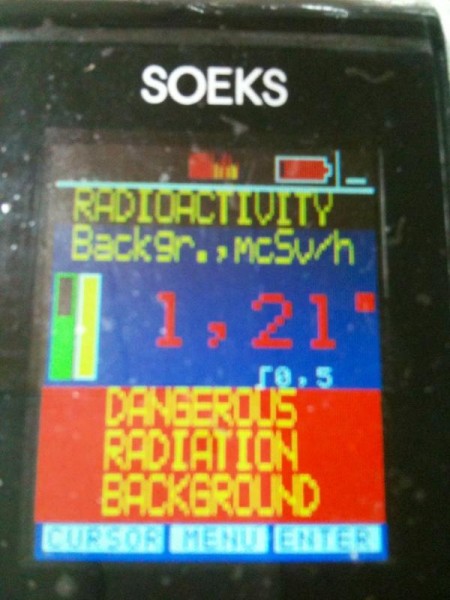 SOEKS
RADIOACTIVITY
Backgr.,mcSv/h
1,21
0,5
DANGEROUS
RADIATION
BACKGROUND
CURSOR MENU ENTER